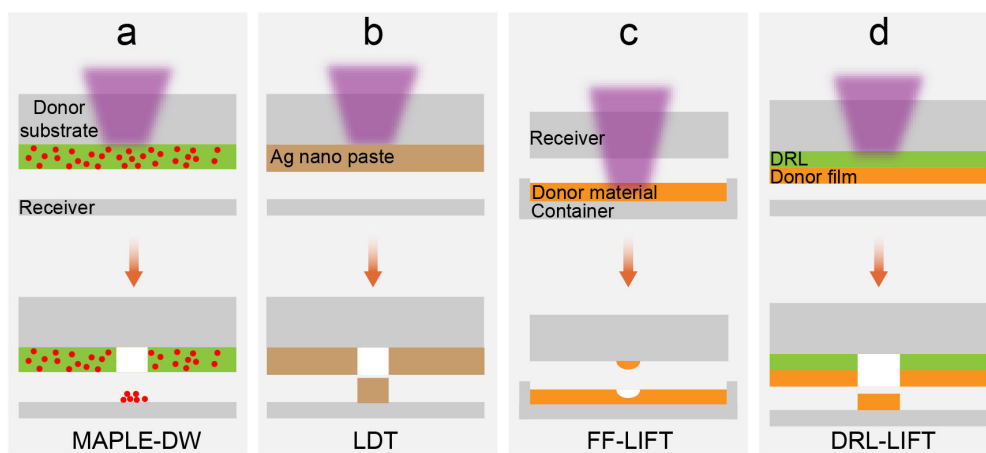 a
b
c
d
Donor
substrate
Receiver
Ag nano paste
Receiver
Donor material
Container
DRL
Donor film
MAPLE-DW
LDT
FF-LIFT
DRL-LIFT